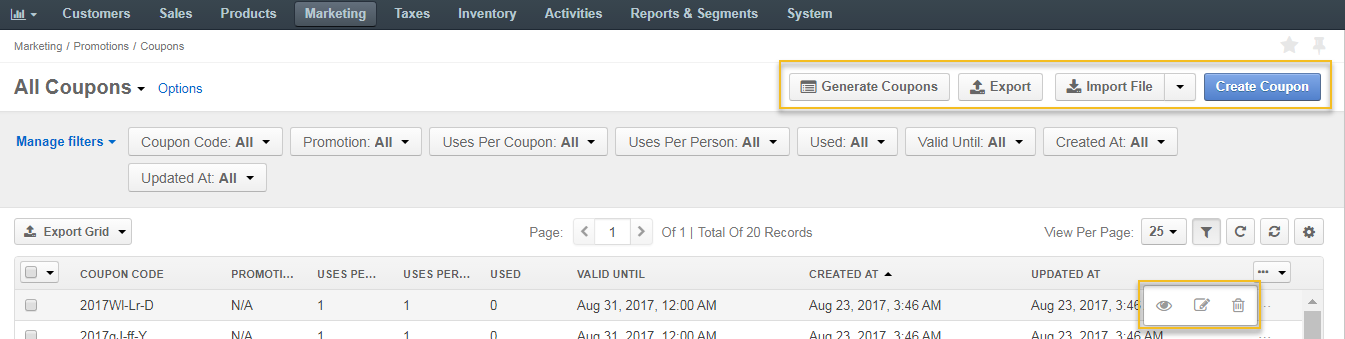 Customers Sales Products Marketing Taxes Inventory Activities Reports & Segments System
Marketing / Promotions / Coupons
All Coupons Options Generate Coupons Export Import File Create Coupon
Manage filters Coupon Code: All Promotion: All Uses Per Coupon: All Uses Per Person: All Used: All Valid Until: All Created At: All
Updated At: All
Export Grid Page: 1 Of 1 | Total Of 20 Records View Per Page: 25
COUPON CODE PROMOTI... USES PE... USES PER... USED VALID UNTIL CREATED AT UPDATED AT
2017WI-Lr-D N/A 1 1 0 Aug 31, 2017, 12:00 AM Aug 23, 2017, 3:46 AM Aug 23, 2017, 3:46
2017gJ-ff-Y N/A 1 1 0 Aug 31, 2017, 12:00 AM Aug 23, 2017, 3:46 AM Aug 23, 2017, 3:46 AM